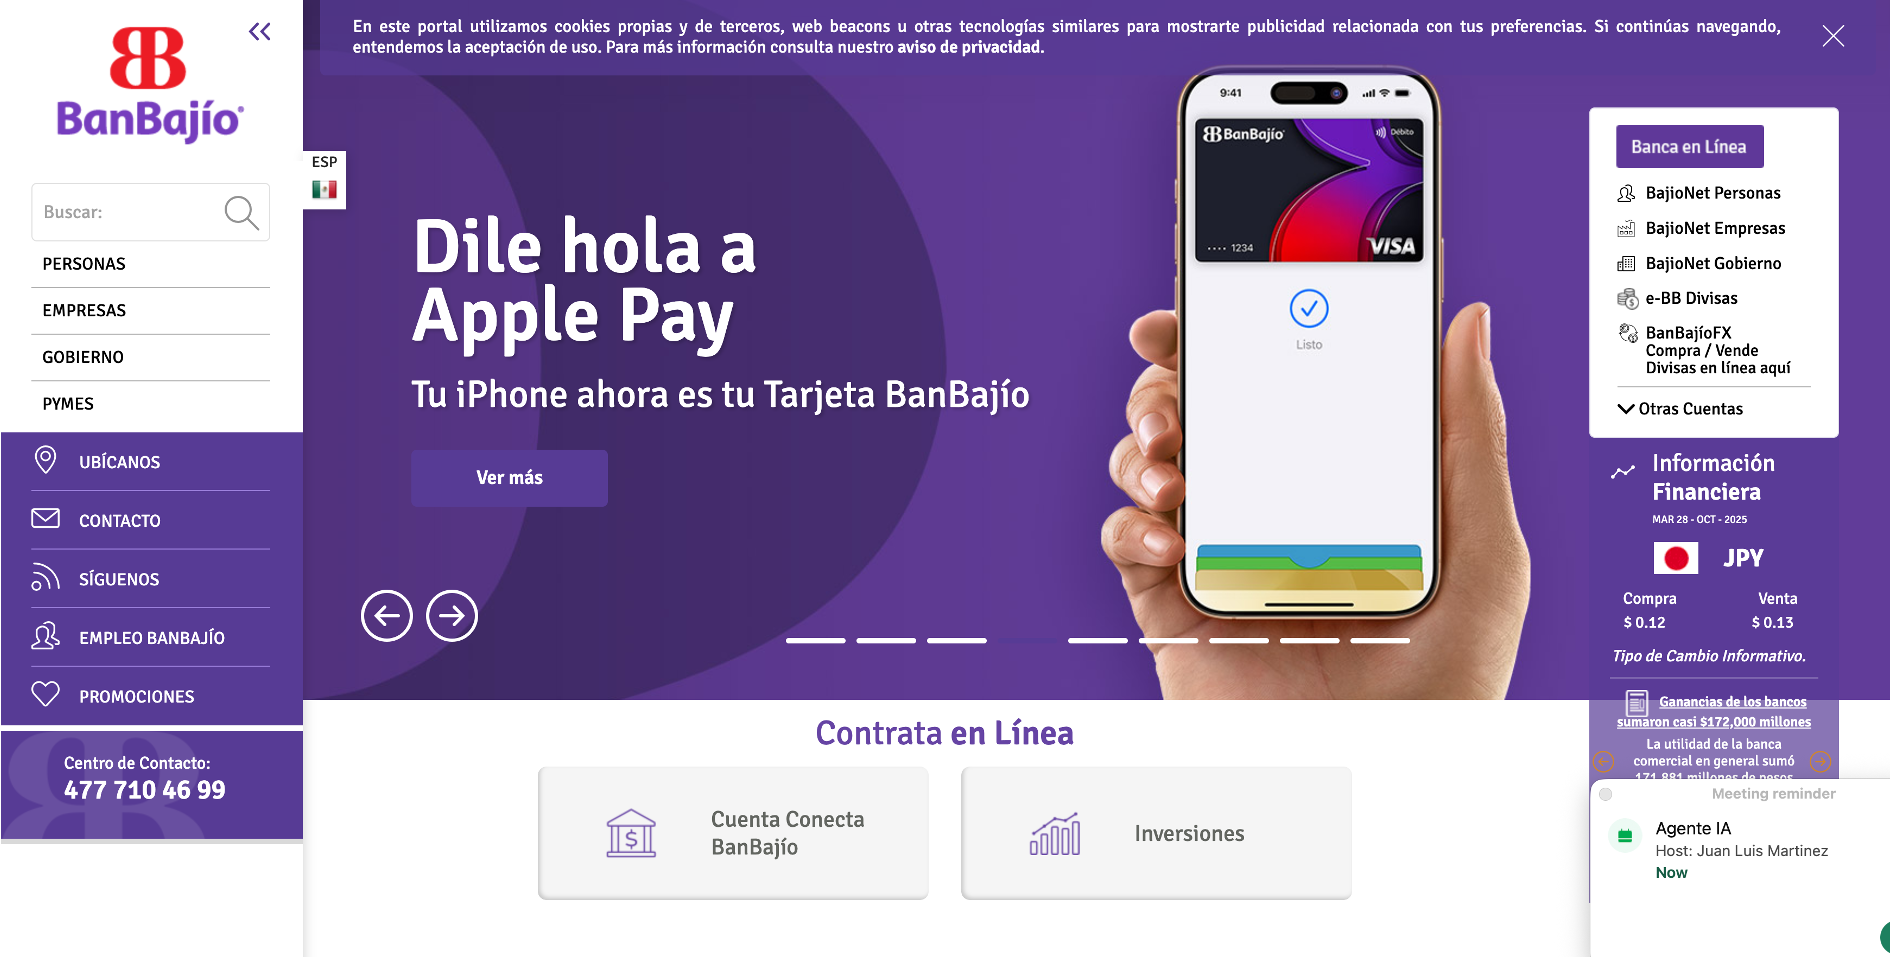 BanBajío
Buscar:
PERSONAS
EMPRESAS
GOBIERNO
PYMES
UBÍCANOS
CONTACTO
SÍGUENOS
EMPLEO BANBAJÍO
PROMOCIONES
Centro de Contacto:
477 710 46 99
En este portal utilizamos cookies propias y de terceros, web beacons u otras tecnologías similares para mostrarte publicidad relacionada con tus preferencias. Si continúas navegando,
entendemos la aceptación de uso. Para más información consulta nuestro aviso de privacidad.
ESP
Dile hola a
Apple Pay
Tu iPhone ahora es tu Tarjeta BanBajío
Ver más
9:41
BanBajío
Débito
•••• 1234
VISA
Listo
Banca en Línea
BajioNet Personas
BajioNet Empresas
BajioNet Gobierno
e-BB Divisas
BanBajíoFX
Compra / Vende
Divisas en línea aquí
Otras Cuentas
Información
Financiera
MAR 28 - OCT - 2025
JPY
Compra Venta
$ 0.12 $ 0.13
Tipo de Cambio Informativo.
Ganancias de los bancos
sumaron casi $172,000 millones
La utilidad de la banca
comercial en general sumó
171,881 millones de pesos
Contrata en Línea
Cuenta Conecta
BanBajío
Inversiones
Meeting reminder
Agente IA
Host: Juan Luis Martinez
Now